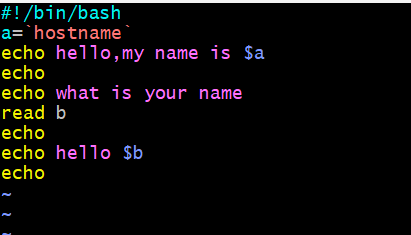 #!/bin/bash
a=`hostname`
echo hello,my name is $a
echo
echo what is your name
read b
echo
echo hello $b
echo
~
~
~